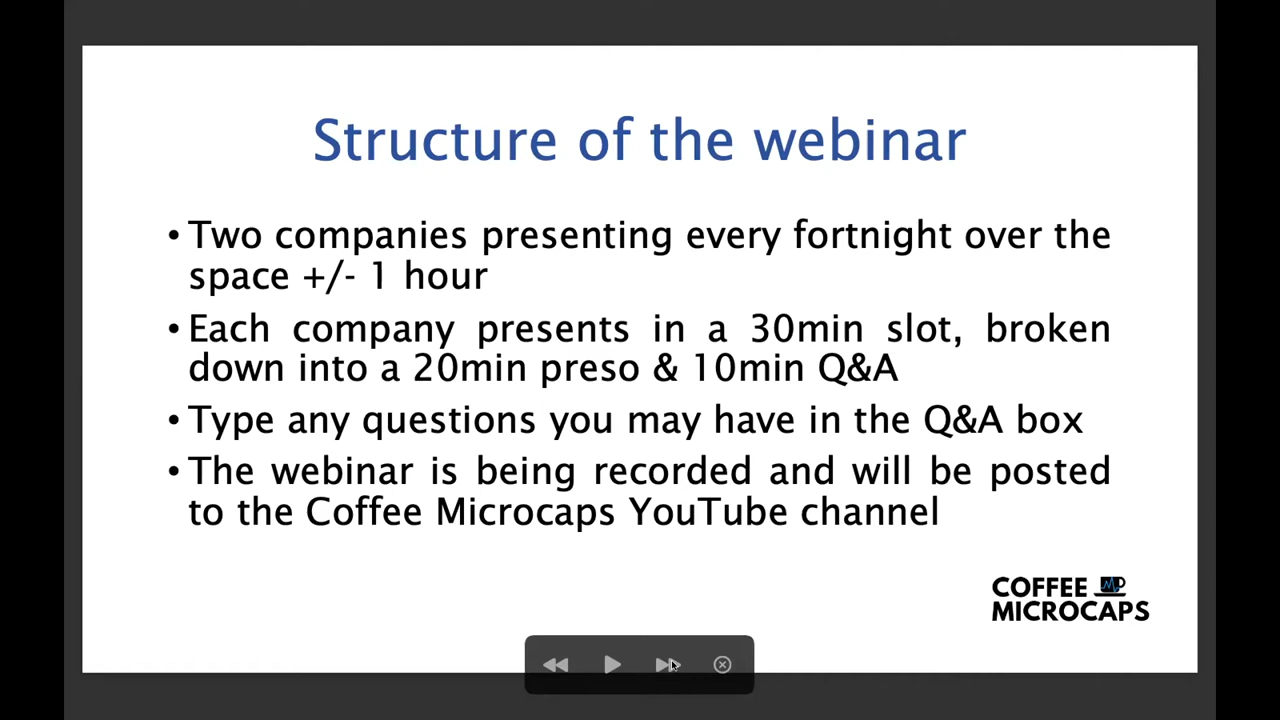 Structure of the webinar
• Two companies presenting every fortnight over the
space +/- 1 hour
• Each company presents in a 30min slot, broken
down into a 20min preso & 10min Q&A
• Type any questions you may have in the Q&A box
• The webinar is being recorded and will be posted
to the Coffee Microcaps YouTube channel
COFFEE
MICROCAPS